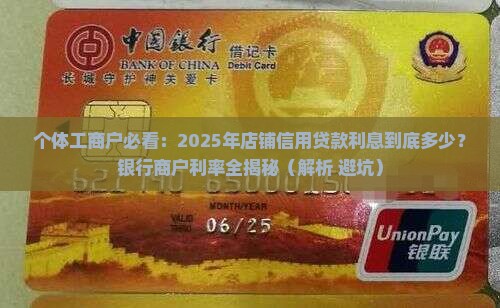 中国银行
BANK OF CHINA
借记卡
Debit Card
长城守护神关爱卡
个体工商户必看：2025年店铺信用贷款利息到底多少？
银行商户利率全揭秘（解析 避坑）
MONTH/YEAR
VALID
THRU
06/25
UnionPay
银联